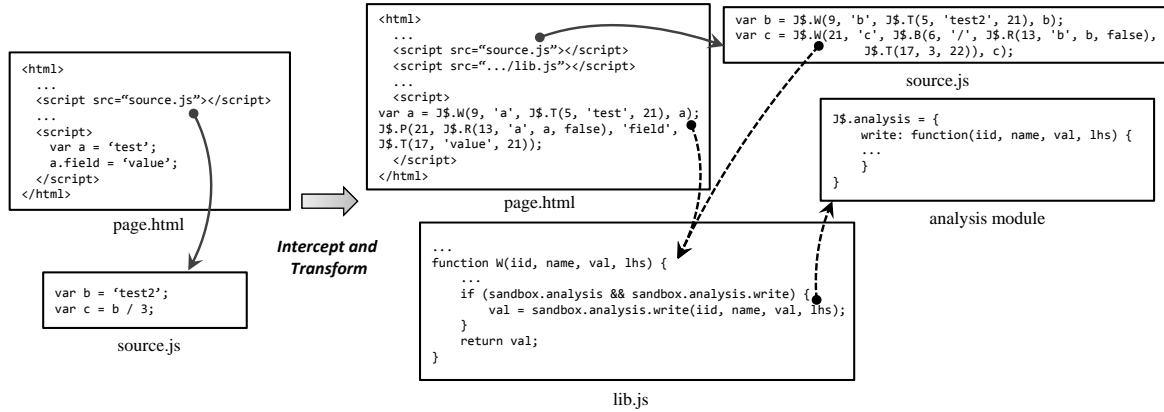 <html>
...
<script src=“source.js”></script>
...
<script>
var a = ‘test’;
a.field = ‘value’;
</script>
</html>
page.html
var b = ‘test2’;
var c = b / 3;
source.js
Intercept and
Transform
<html>
...
<script src=“source.js”></script>
<script src=“.../lib.js”></script>
...
<script>
var a = J$.W(9, 'a', J$.T(5, 'test', 21), a);
J$.P(21, J$.R(13, 'a', a, false), 'field',
J$.T(17, 'value', 21));
</script>
</html>
page.html
var b = J$.W(9, 'b', J$.T(5, 'test2', 21), b);
var c = J$.W(21, 'c', J$.B(6, '/', J$.R(13, 'b', b, false),
J$.T(17, 3, 22)), c);
source.js
J$.analysis = {
write: function(iid, name, val, lhs) {
...
}
}
analysis module
...
function W(iid, name, val, lhs) {
...
if (sandbox.analysis && sandbox.analysis.write) {
val = sandbox.analysis.write(iid, name, val, lhs);
}
return val;
}
lib.js